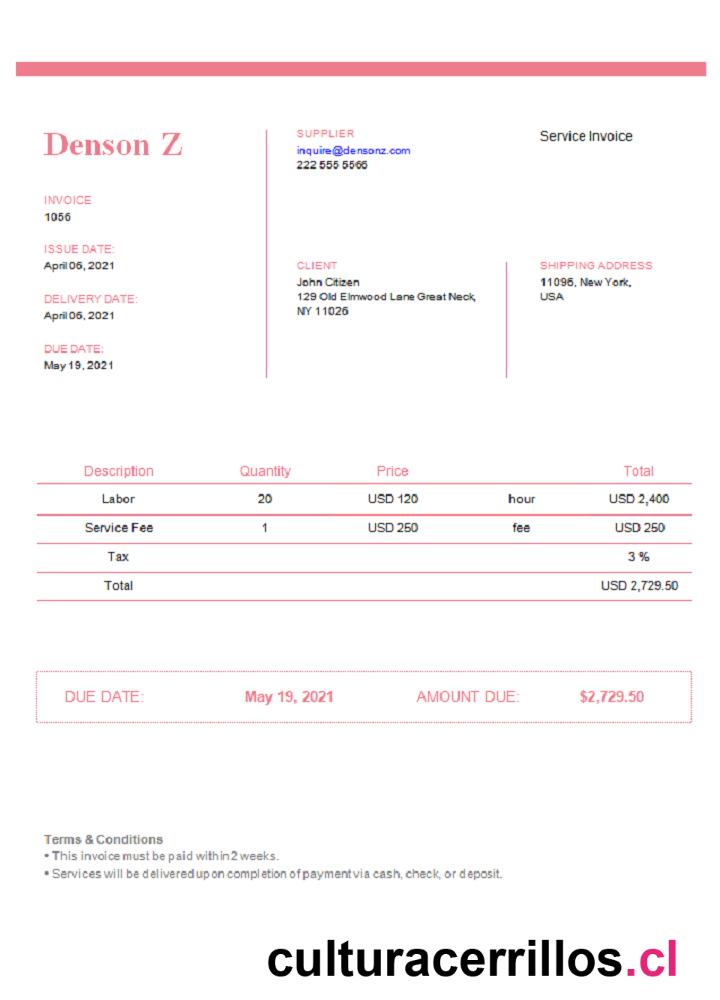 Denson Z
INVOICE
1056
ISSUE DATE:
April 06, 2021
DELIVERY DATE:
April 06, 2021
DUE DATE:
May 19, 2021
SUPPLIER
inquire@densonz.com
222 555 5566
Service Invoice
CLIENT
John Citizen
129 Old Elmwood Lane Great Neck,
NY 11026
SHIPPING ADDRESS
11096, New York,
USA
Description Quantity Price Total
Labor 20 USD 120 hour USD 2,400
Service Fee 1 USD 250 fee USD 250
Tax 3 %
Total USD 2,729.50
DUE DATE: May 19, 2021 AMOUNT DUE: $2,729.50
Terms & Conditions
• This invoice must be paid within 2 weeks.
• Services will be delivered upon completion of payment via cash, check, or deposit.
culturacerrillos.cl